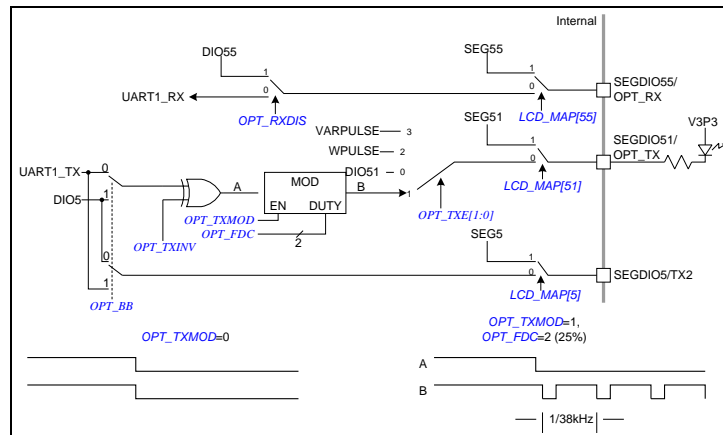 Internal
DIO55
SEG55
1
0
UART1_RX
OPT_RXDIS
1
0
LCD_MAP[55]
SEGDIO55/
OPT_RX
V3P3
VARPULSE
3
WPULSE
2
DIO51
0
1
SEG51
1
0
LCD_MAP[51]
SEGDIO51/
OPT_TX
UART1_TX
0
DIO5
1
A
MOD
EN
DUTY
B
OPT_TXMOD
OPT_FDC
2
OPT_TXINV
OPT_TXE[1:0]
SEG5
1
0
0
1
OPT_BB
LCD_MAP[5]
SEGDIO5/TX2
OPT_TXMOD=0
OPT_TXMOD=1,
OPT_FDC=2 (25%)
A
B
1/38kHz